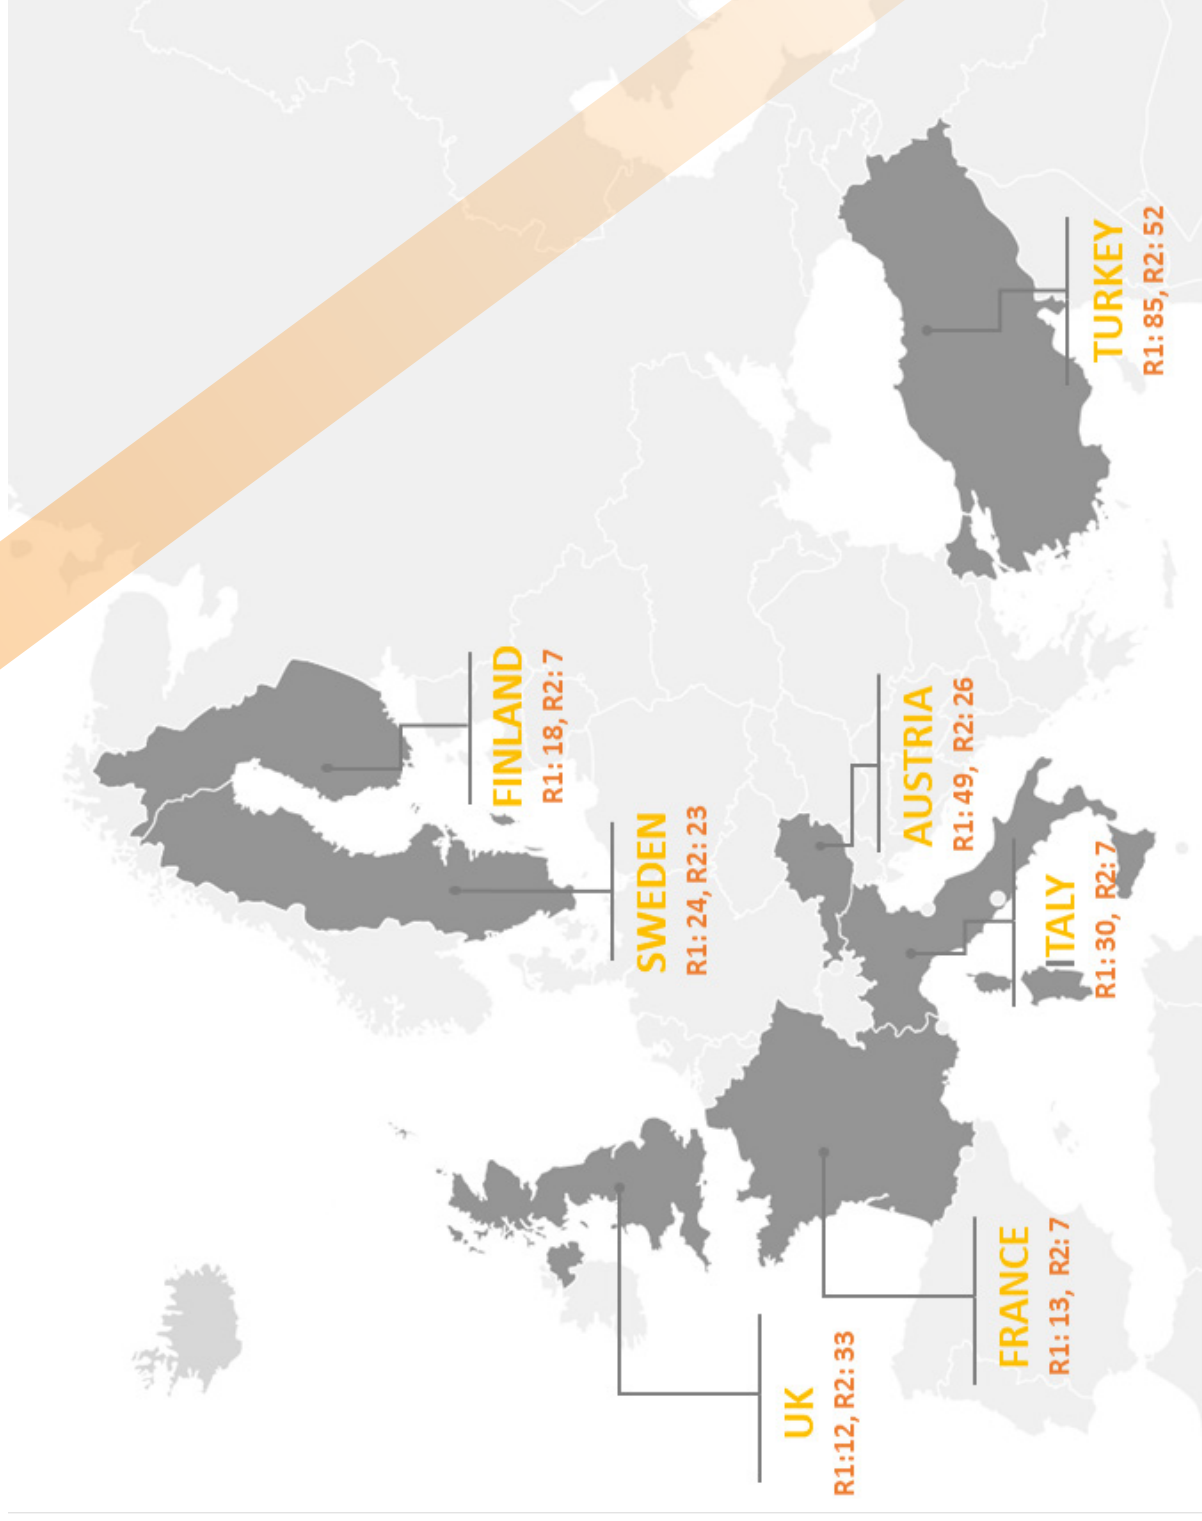 FINLAND
R1: 18, R2: 7
SWEDEN
R1: 24, R2: 23
UK
R1:12, R2: 33
AUSTRIA
R1: 49, R2: 26
FRANCE
R1: 13, R2: 7
ITALY
R1: 30, R2: 7
TURKEY
R1: 85, R2: 52